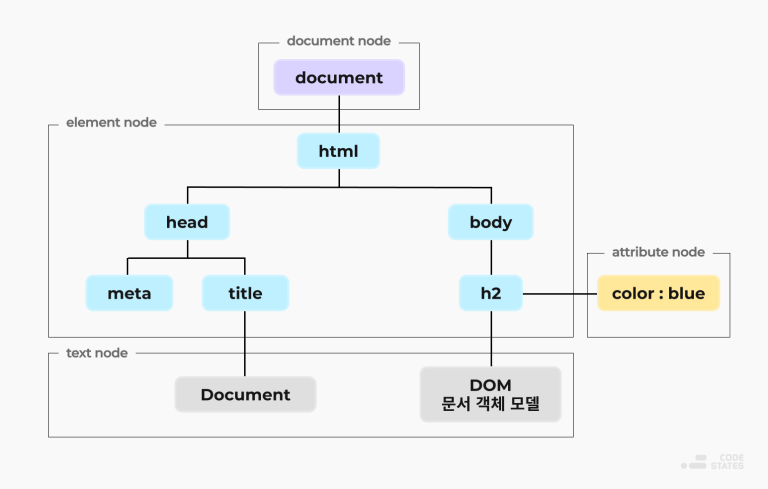 document node
document
element node
html
head
body
attribute node
meta
title
h2
color : blue
text node
Document
DOM
문서 객체 모델
CODE
STATES